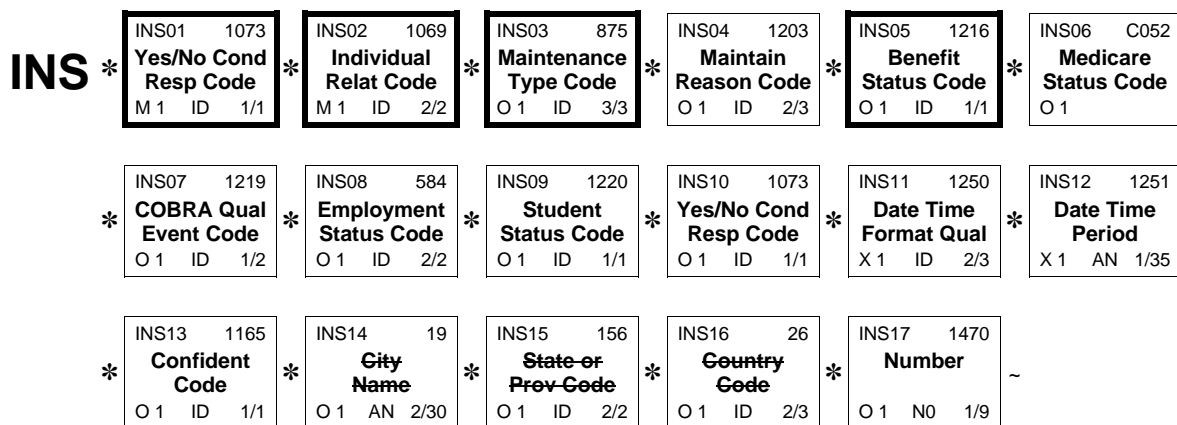 INS01 1073 INS02 1069 INS03 875 INS04 1203 INS05 1216 INS06 C052
INS * Yes/No Cond * Individual * Maintenance * Maintain * Benefit * Medicare
Resp Code Relat Code Type Code Reason Code Status Code Status Code
M 1 ID 1/1 M 1 ID 2/2 O 1 ID 3/3 O 1 ID 2/3 O 1 ID 1/1 O 1
INS07 1219 INS08 584 INS09 1220 INS10 1073 INS11 1250 INS12 1251
* COBRA Qual * Employment * Student * Yes/No Cond * Date Time * Date Time
Event Code Status Code Status Code Resp Code Format Qual Period
O 1 ID 1/2 O 1 ID 2/2 O 1 ID 1/1 O 1 ID 1/1 X 1 ID 2/3 X 1 AN 1/35
INS13 1165 INS14 19 INS15 156 INS16 26 INS17 1470
* Confident * City * State or * Country * Number ~
Code Name Prov Code Code
O 1 ID 1/1 O 1 AN 2/30 O 1 ID 2/2 O 1 ID 2/3 O 1 N0 1/9